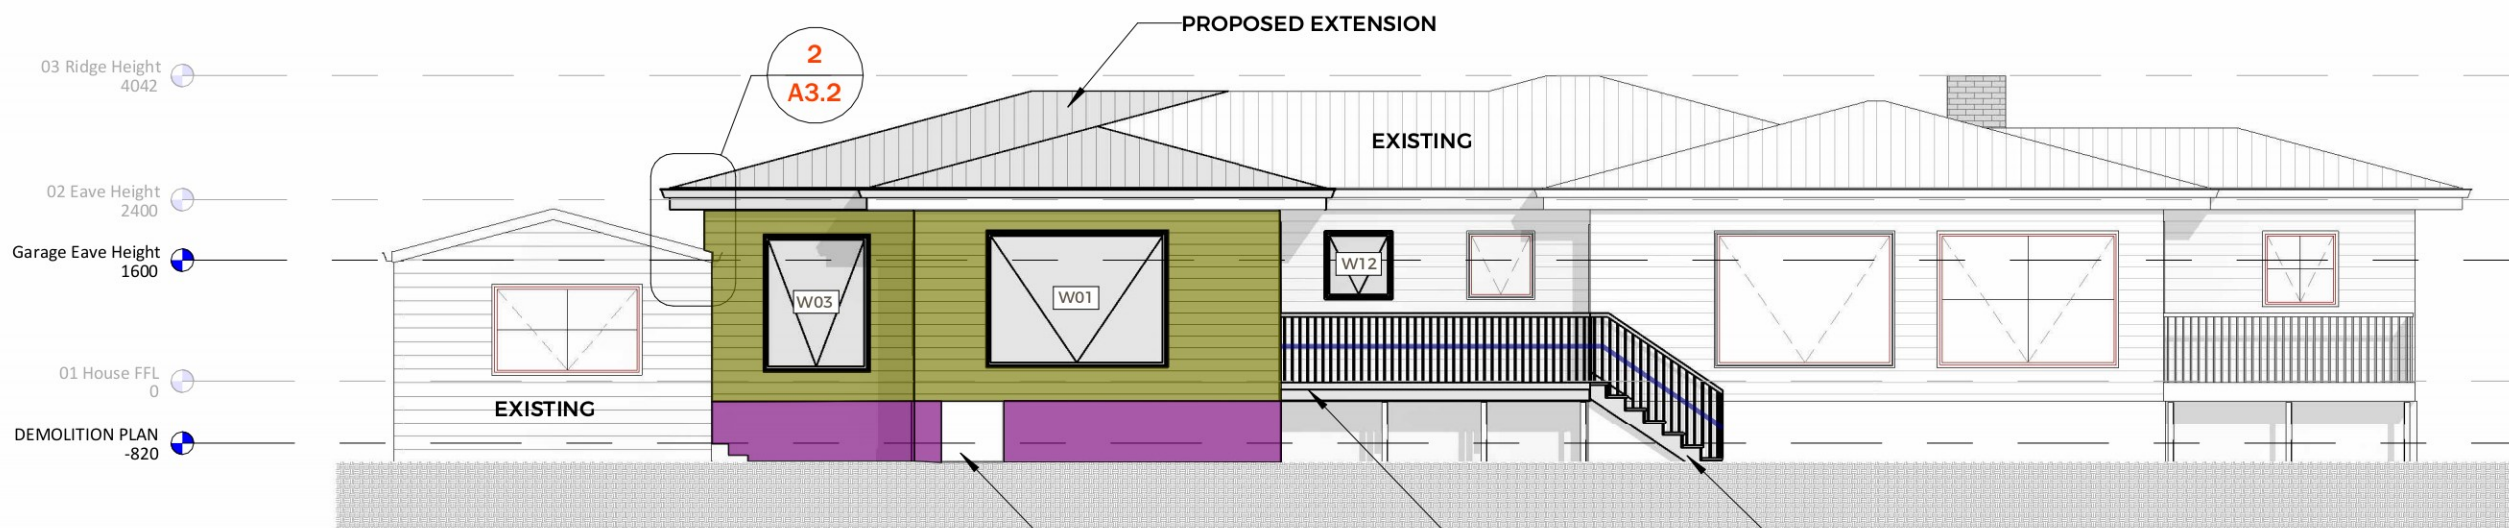 PROPOSED EXTENSION
2
A3.2
03 Ridge Height
4042
EXISTING
02 Eave Height
2400
Garage Eave Height
1600
W12
W03
W01
01 House FFL
0
EXISTING
DEMOLITION PLAN
-820